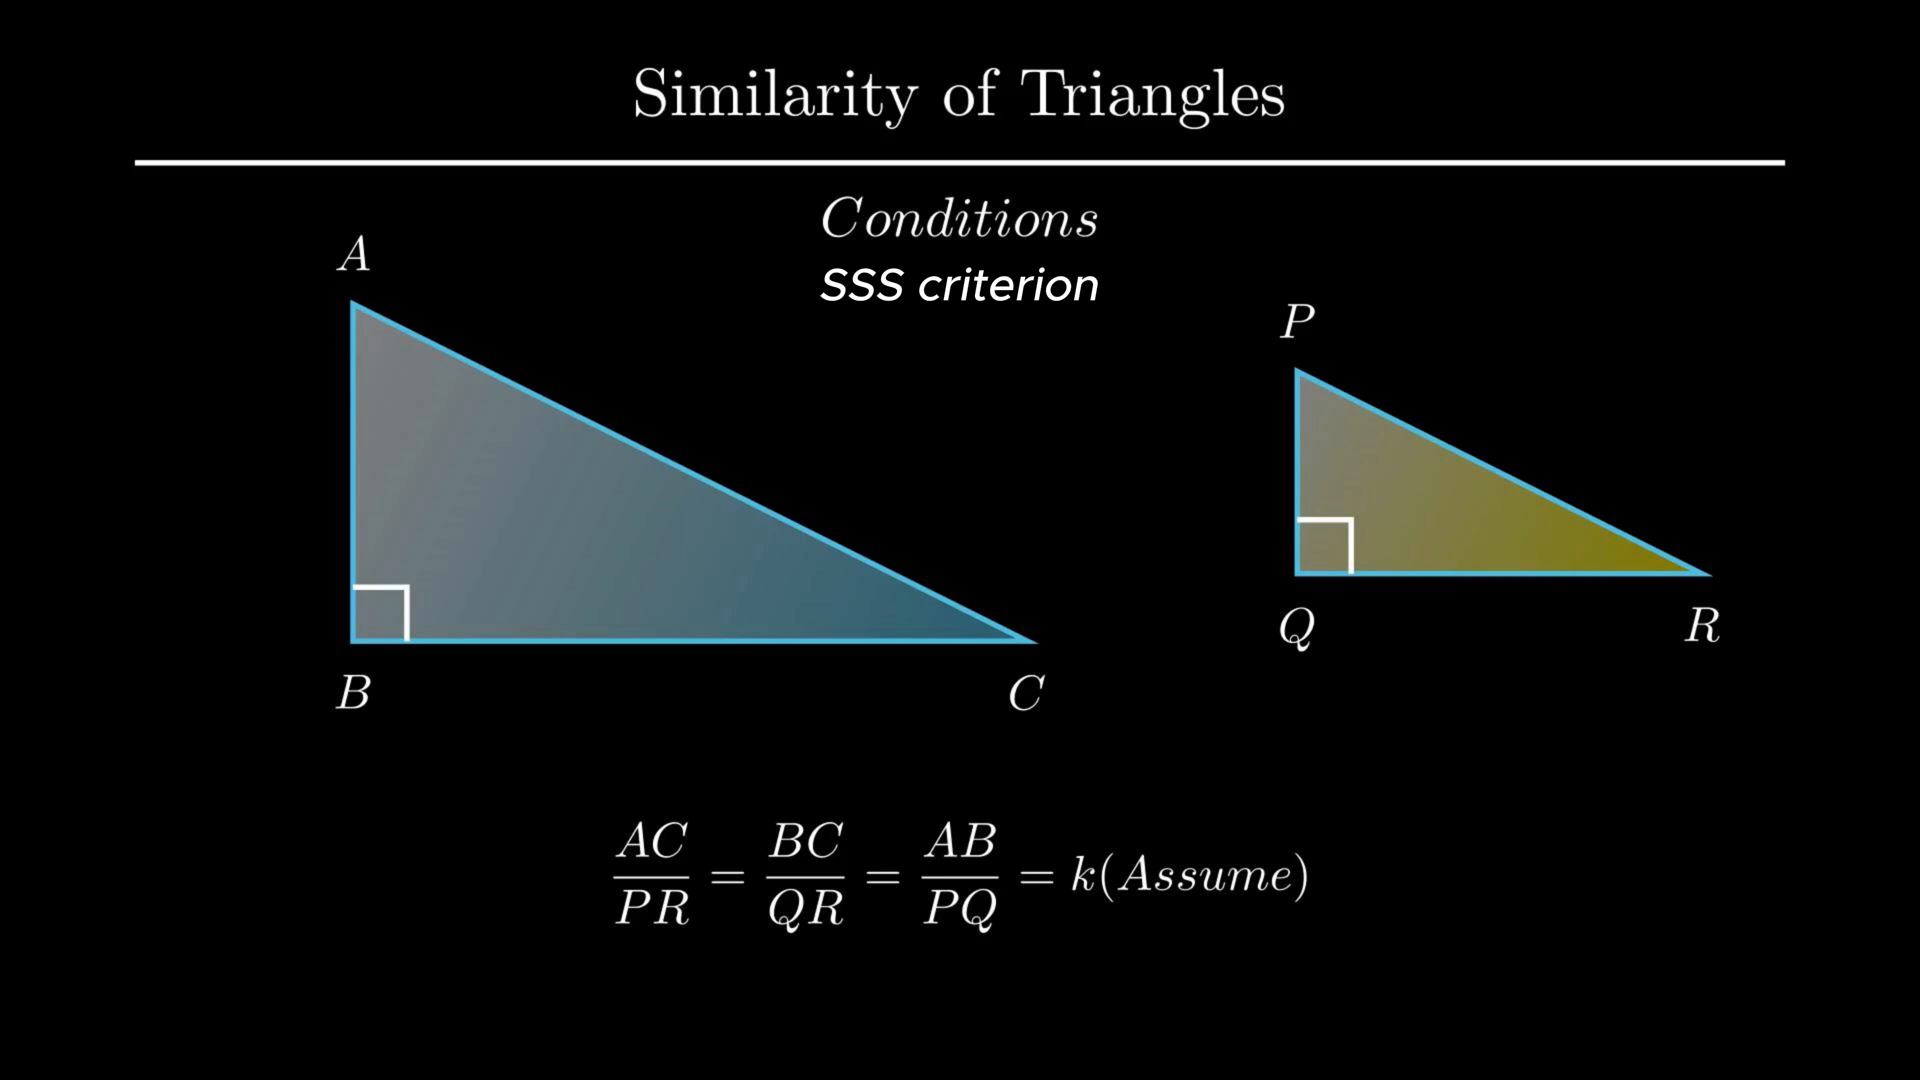 Similarity of Triangles
Conditions
SSS criterion
A
P
Q
R
B
C
AC/PR = BC/QR = AB/PQ = k(Assume)